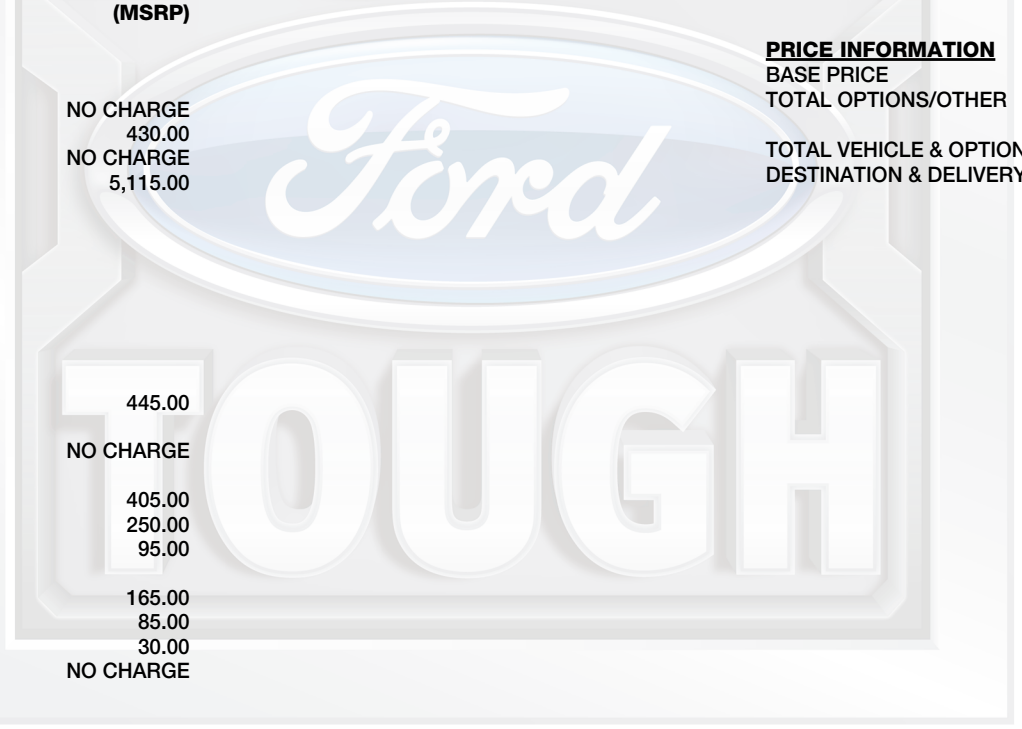 (MSRP)
NO CHARGE
430.00
NO CHARGE
5,115.00
445.00
NO CHARGE
405.00
250.00
95.00
165.00
85.00
30.00
NO CHARGE
PRICE INFORMATION
BASE PRICE
TOTAL OPTIONS/OTHER
TOTAL VEHICLE & OPTION
DESTINATION & DELIVERY
Ford
TOUGH